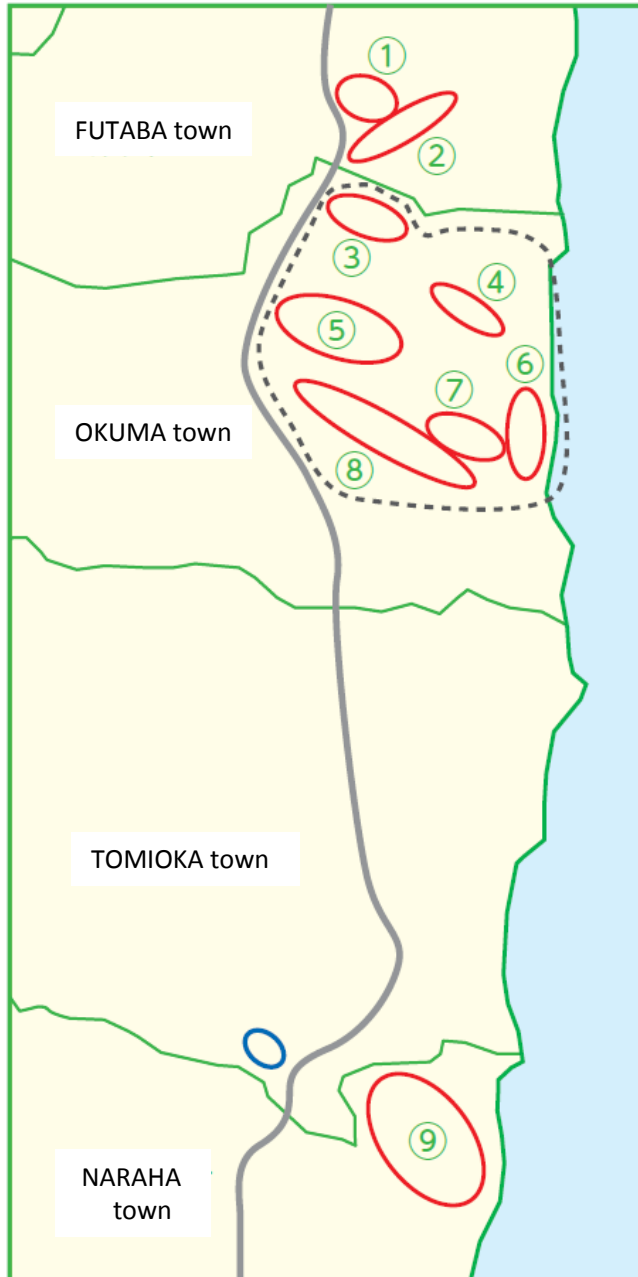 ①
FUTABA town
②
③
④
⑤
⑥
⑦
OKUMA town
⑧
TOMIOKA town
⑨
NARAHA
town